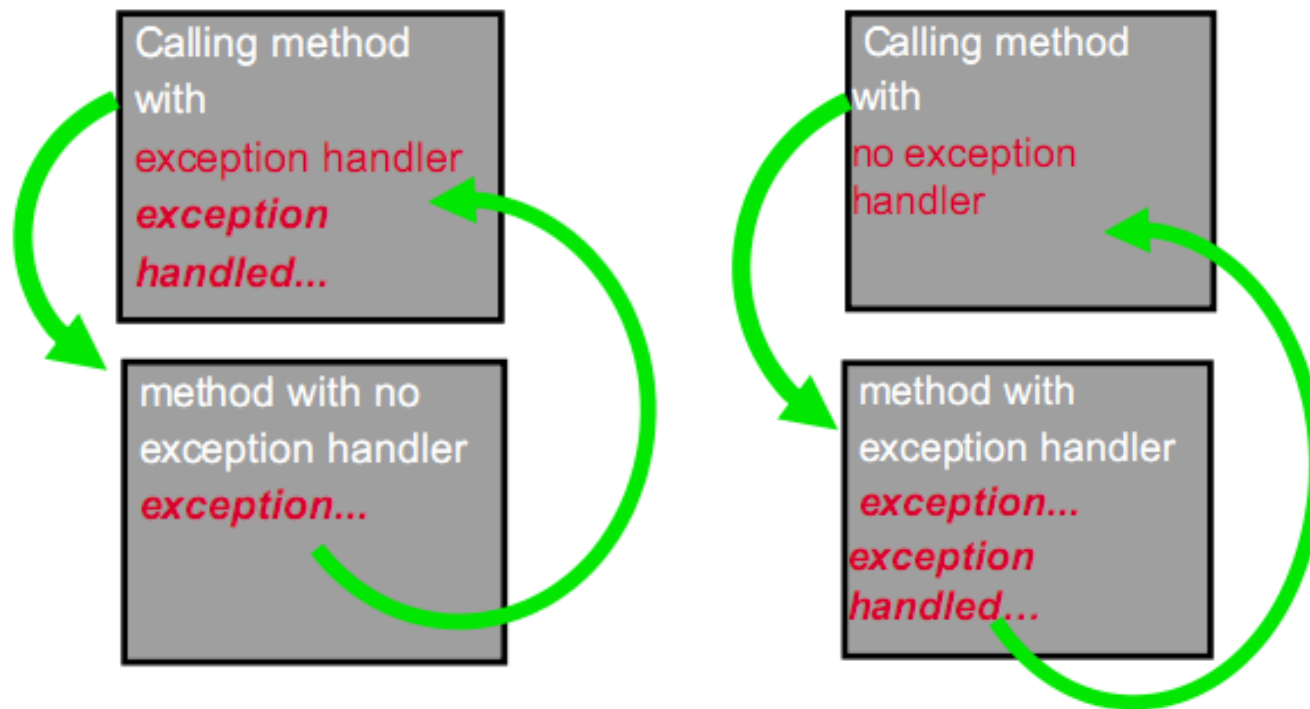 Calling method
with
exception handler
exception
handled...
method with no
exception handler
exception...
Calling method
with
no exception
handler
method with
exception handler
exception...
exception
handled...